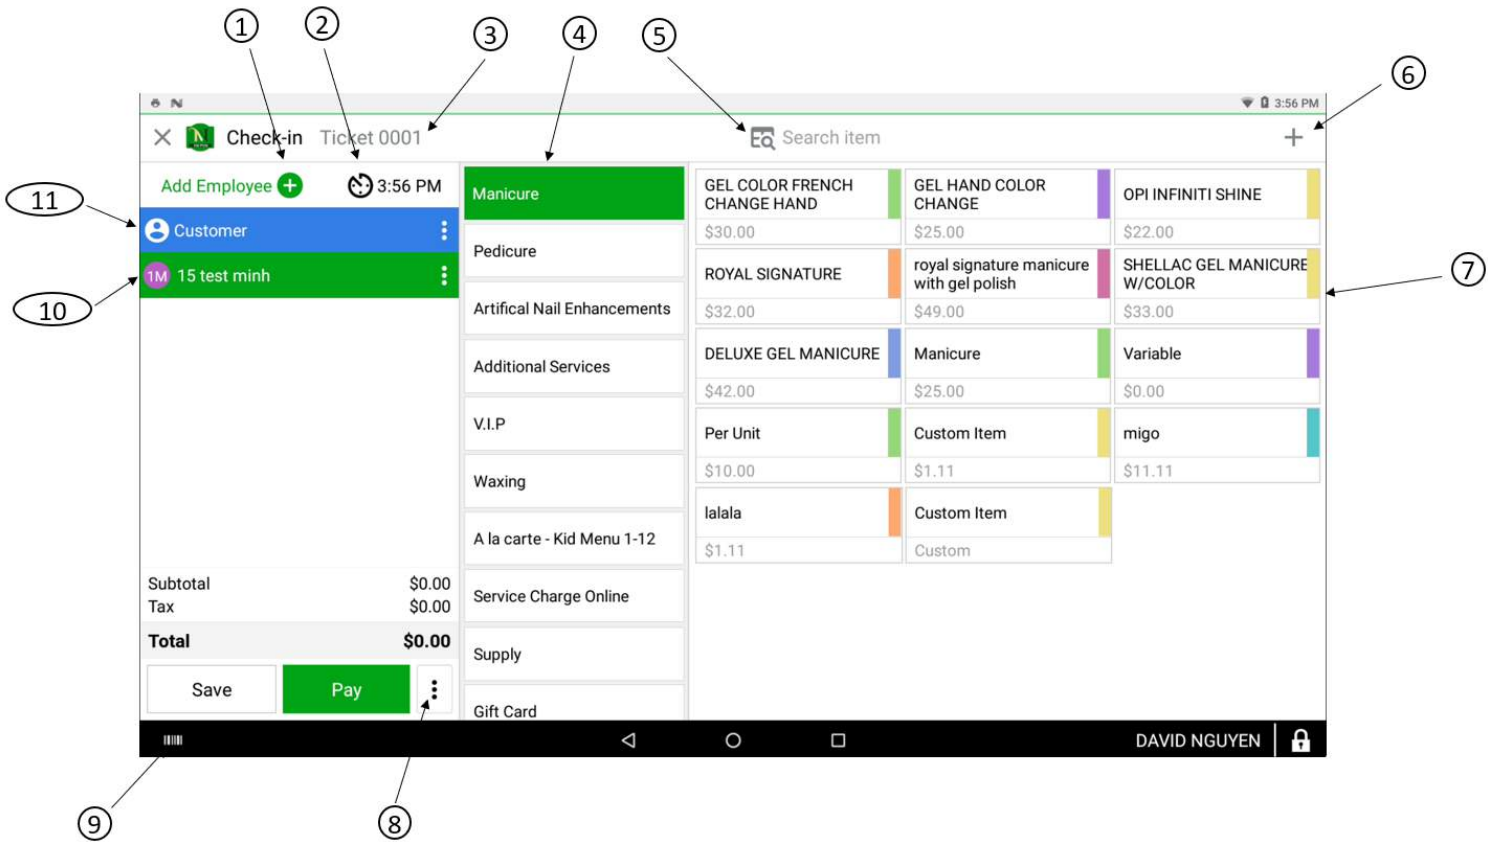 1
2
3
4
5
6
3:56 PM
Check-in Ticket 0001
Search item
Add Employee
3:56 PM
11
Customer
1M 15 test minh
10
Manicure
Pedicure
Artifical Nail Enhancements
Additional Services
V.I.P
Waxing
A la carte - Kid Menu 1-12
Service Charge Online
Supply
Gift Card
GEL COLOR FRENCH
CHANGE HAND
$30.00
GEL HAND COLOR
CHANGE
$25.00
OPI INFINITI SHINE
$22.00
ROYAL SIGNATURE
$32.00
royal signature manicure
with gel polish
$49.00
SHELLAC GEL MANICURE
W/COLOR
$33.00
7
DELUXE GEL MANICURE
$42.00
Manicure
$25.00
Variable
$0.00
Per Unit
$10.00
Custom Item
$1.11
migo
$11.11
lalala
$1.11
Custom Item
Custom
Subtotal $0.00
Tax $0.00
Total $0.00
Save
Pay
DAVID NGUYEN
9
8